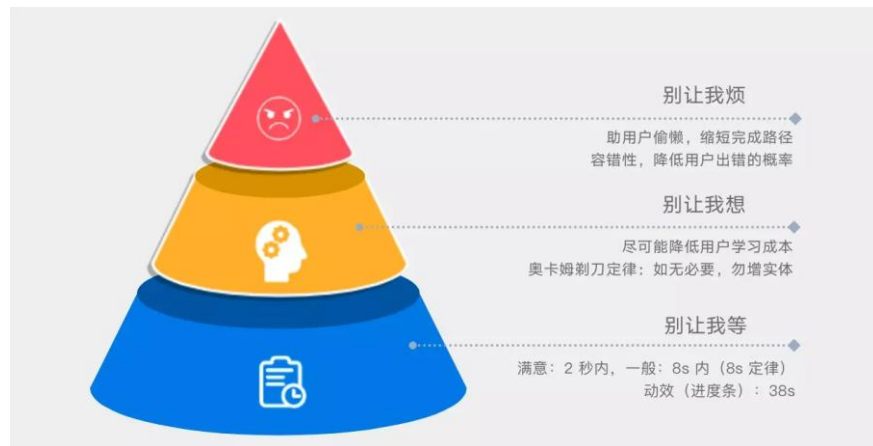 别让我烦
助用户偷懒，缩短完成路径
容错性，降低用户出错的概率
别让我想
尽可能降低用户学习成本
奥卡姆剃刀定律：如无必要，勿增实体
别让我等
满意：2 秒内，一般：8s 内（8s 定律）
动效（进度条）：38s